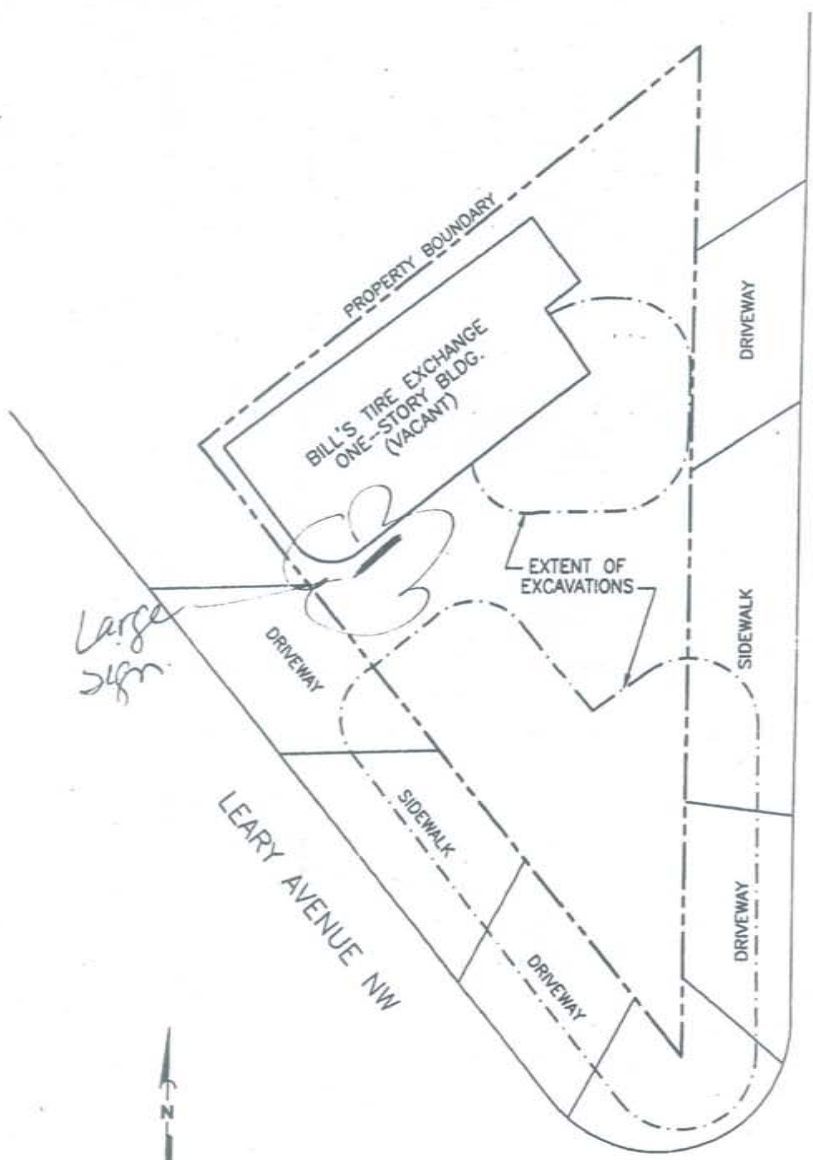 PROPERTY BOUNDARY
BILL'S TIRE EXCHANGE
ONE--STORY BLDG.
(VACANT)
DRIVEWAY
EXTENT OF
EXCAVATIONS
Large
Sign
DRIVEWAY
SIDEWALK
SIDEWALK
LEARY AVENUE NW
DRIVEWAY
DRIVEWAY
N